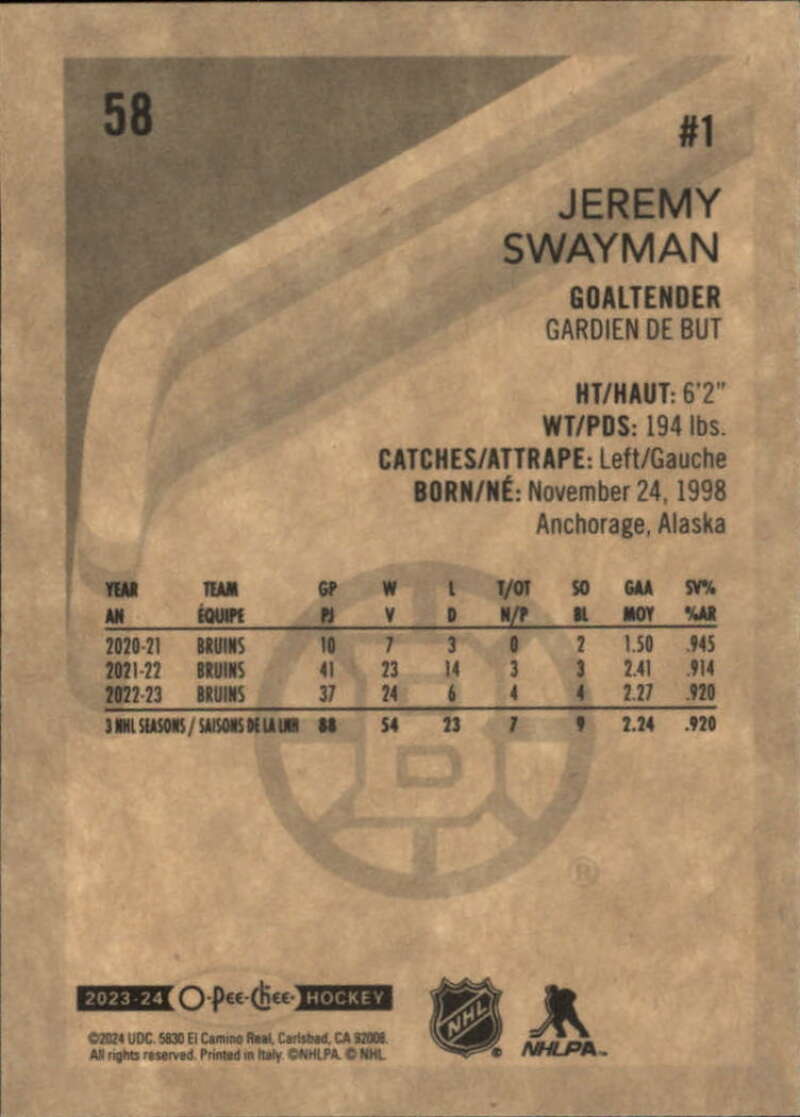 58
#1
JEREMY
SWAYMAN
GOALTENDER
GARDIEN DE BUT
HT/HAUT: 6'2"
WT/PDS: 194 lbs.
CATCHES/ATTRAPE: Left/Gauche
BORN/NÉ: November 24, 1998
Anchorage, Alaska
YEAR TEAM GP W L T/OT SO GAA SV%
AN ÉQUIPE PJ V D N/P BL MOY %AR
2020-21 BRUINS 10 7 3 0 2 1.50 .945
2021-22 BRUINS 41 23 14 3 3 2.41 .914
2022-23 BRUINS 37 24 6 4 4 2.27 .920
3 NHL SEASONS / SAISONS DE LA LNH 88 54 23 7 9 2.24 .920
B
®
2023-24 O-Pee-Chee HOCKEY
©2024 UDC. 5830 El Camino Real, Carlsbad, CA 92008.
All rights reserved. Printed in Italy. ©NHLPA. © NHL.
NHL
®
NHLPA™